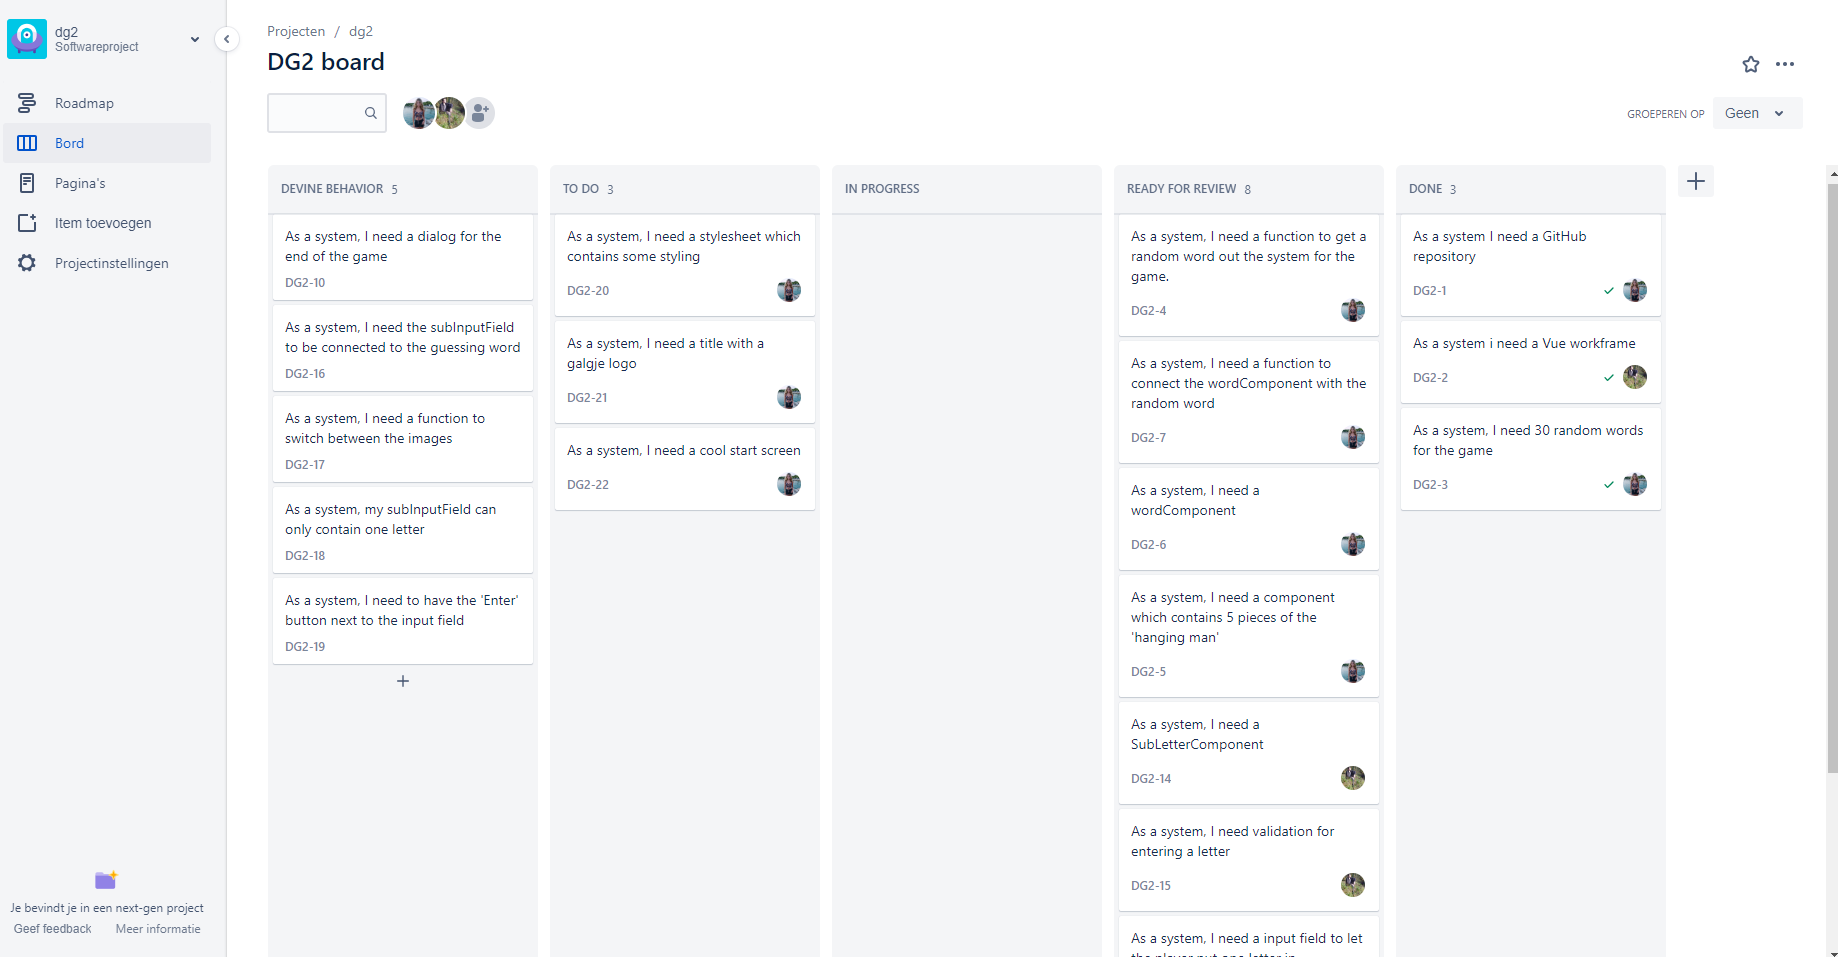 dg2
Softwareproject
Roadmap
Bord
Pagina's
Item toevoegen
Projectinstellingen
Je bevindt je in een next-gen project
Geef feedback Meer informatie
Projecten / dg2
DG2 board
GROEPEREN OP Geen
DEVINE BEHAVIOR 5
As a system, I need a dialog for the
end of the game
DG2-10
As a system, I need the subInputField
to be connected to the guessing word
DG2-16
As a system, I need a function to
switch between the images
DG2-17
As a system, my subInputField can
only contain one letter
DG2-18
As a system, I need to have the 'Enter'
button next to the input field
DG2-19
TO DO 3
As a system, I need a stylesheet which
contains some styling
DG2-20
As a system, I need a title with a
galgje logo
DG2-21
As a system, I need a cool start screen
DG2-22
IN PROGRESS
READY FOR REVIEW 8
As a system, I need a function to get a
random word out the system for the
game.
DG2-4
As a system, I need a function to
connect the wordComponent with the
random word
DG2-7
As a system, I need a
wordComponent
DG2-6
As a system, I need a component
which contains 5 pieces of the
'hanging man'
DG2-5
As a system, I need a
SubLetterComponent
DG2-14
As a system, I need validation for
entering a letter
DG2-15
As a system, I need a input field to let
the player put one letter in
DONE 3
As a system I need a GitHub
repository
DG2-1
As a system i need a Vue workframe
DG2-2
As a system, I need 30 random words
for the game
DG2-3